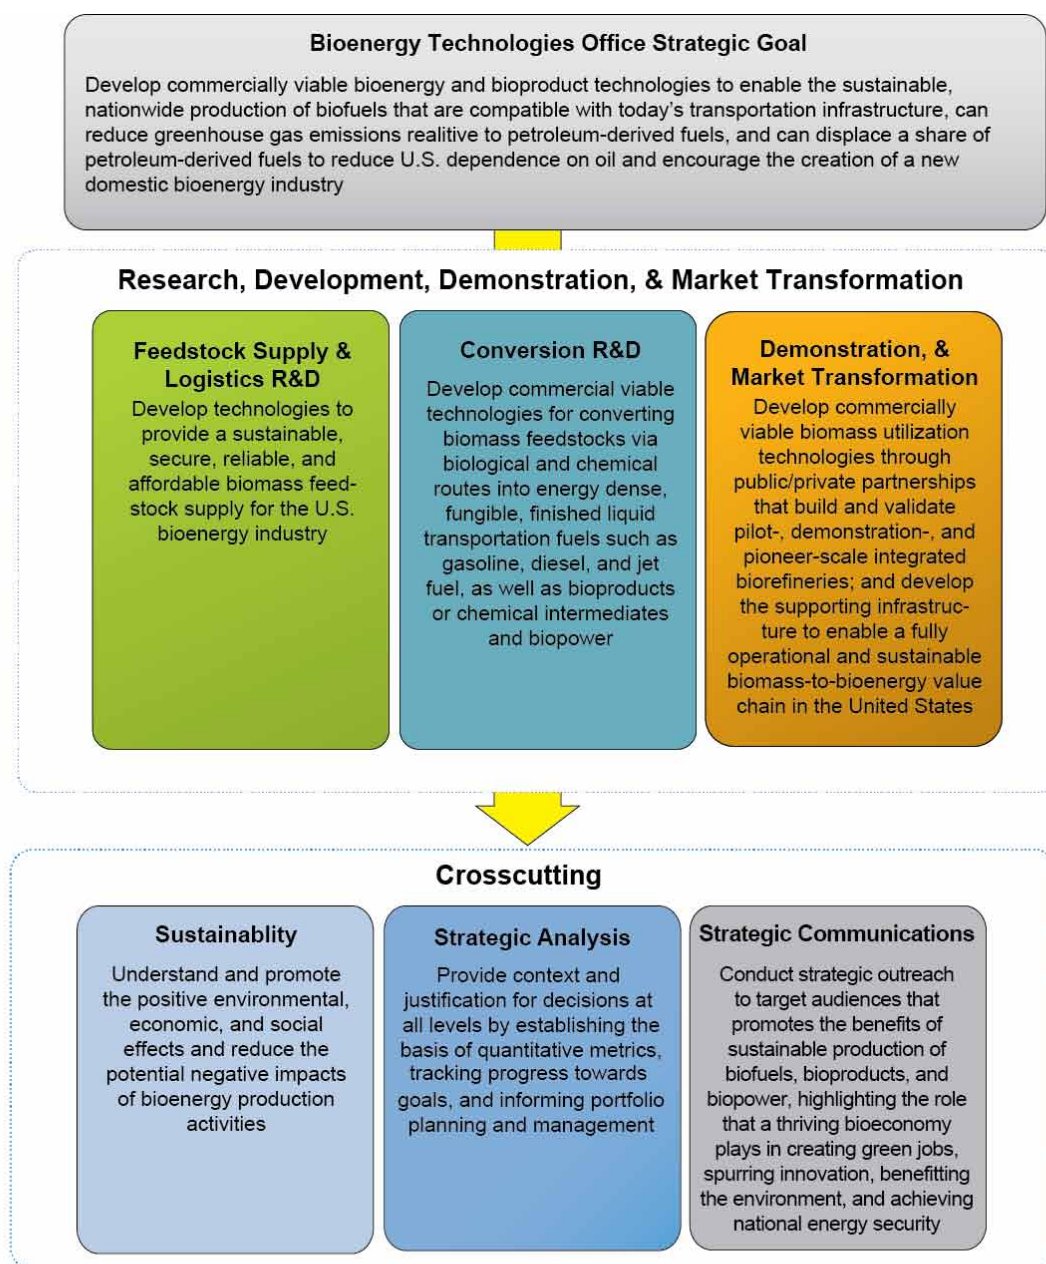 Bioenergy Technologies Office Strategic Goal
Develop commercially viable bioenergy and bioproduct technologies to enable the sustainable,
nationwide production of biofuels that are compatible with today's transportation infrastructure, can
reduce greenhouse gas emissions realitive to petroleum-derived fuels, and can displace a share of
petroleum-derived fuels to reduce U.S. dependence on oil and encourage the creation of a new
domestic bioenergy industry
Research, Development, Demonstration, & Market Transformation
Feedstock Supply &
Logistics R&D
Develop technologies to
provide a sustainable,
secure, reliable, and
affordable biomass feed-
stock supply for the U.S.
bioenergy industry
Conversion R&D
Develop commercial viable
technologies for converting
biomass feedstocks via
biological and chemical
routes into energy dense,
fungible, finished liquid
transportation fuels such as
gasoline, diesel, and jet
fuel, as well as bioproducts
or chemical intermediates
and biopower
Demonstration, &
Market Transformation
Develop commercially
viable biomass utilization
technologies through
public/private partnerships
that build and validate
pilot-, demonstration-, and
pioneer-scale integrated
biorefineries; and develop
the supporting infrastruc-
ture to enable a fully
operational and sustainable
biomass-to-bioenergy value
chain in the United States
Crosscutting
Sustainablity
Understand and promote
the positive environmental,
economic, and social
effects and reduce the
potential negative impacts
of bioenergy production
activities
Strategic Analysis
Provide context and
justification for decisions at
all levels by establishing the
basis of quantitative metrics,
tracking progress towards
goals, and informing portfolio
planning and management
Strategic Communications
Conduct strategic outreach
to target audiences that
promotes the benefits of
sustainable production of
biofuels, bioproducts, and
biopower, highlighting the role
that a thriving bioeconomy
plays in creating green jobs,
spurring innovation, benefitting
the environment, and achieving
national energy security